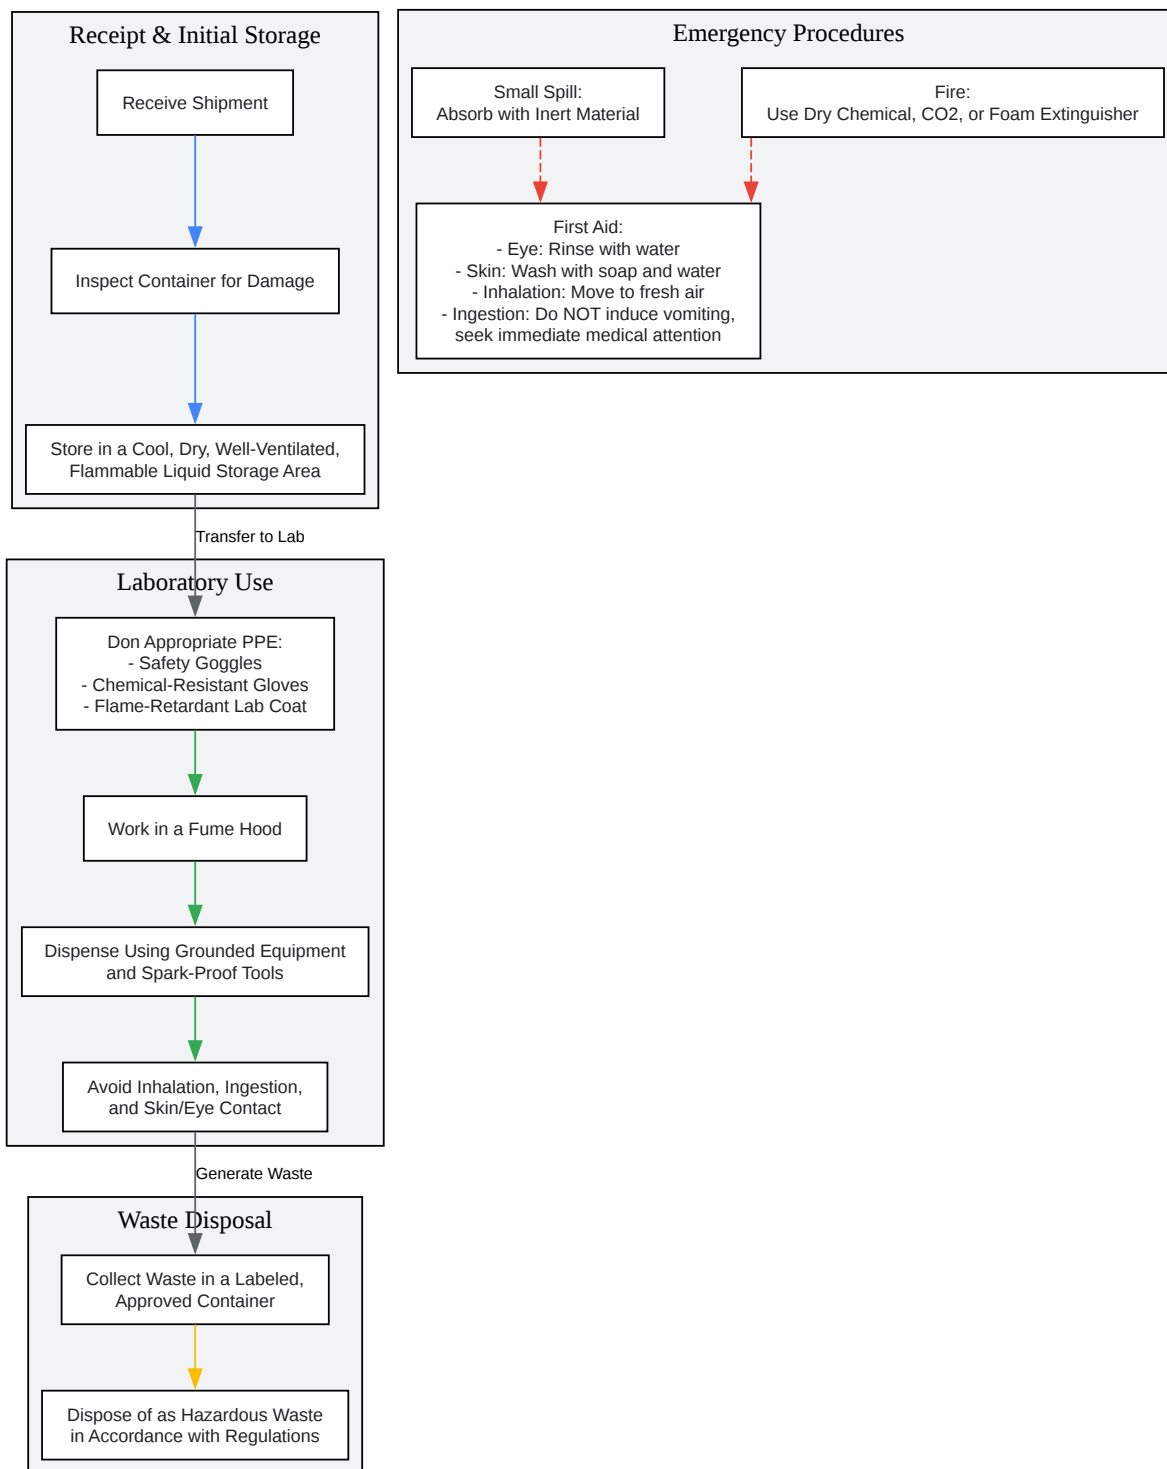 Receipt & Initial Storage
Receive Shipment
Inspect Container for Damage
Store in a Cool, Dry, Well-Ventilated,
Flammable Liquid Storage Area
Transfer to Lab
Laboratory Use
Don Appropriate PPE:
- Safety Goggles
- Chemical-Resistant Gloves
- Flame-Retardant Lab Coat
Work in a Fume Hood
Dispense Using Grounded Equipment
and Spark-Proof Tools
Avoid Inhalation, Ingestion,
and Skin/Eye Contact
Generate Waste
Waste Disposal
Collect Waste in a Labeled,
Approved Container
Dispose of as Hazardous Waste
in Accordance with Regulations
Emergency Procedures
Small Spill:
Absorb with Inert Material
Fire:
Use Dry Chemical, CO2, or Foam Extinguisher
First Aid:
- Eye: Rinse with water
- Skin: Wash with soap and water
- Inhalation: Move to fresh air
- Ingestion: Do NOT induce vomiting,
seek immediate medical attention